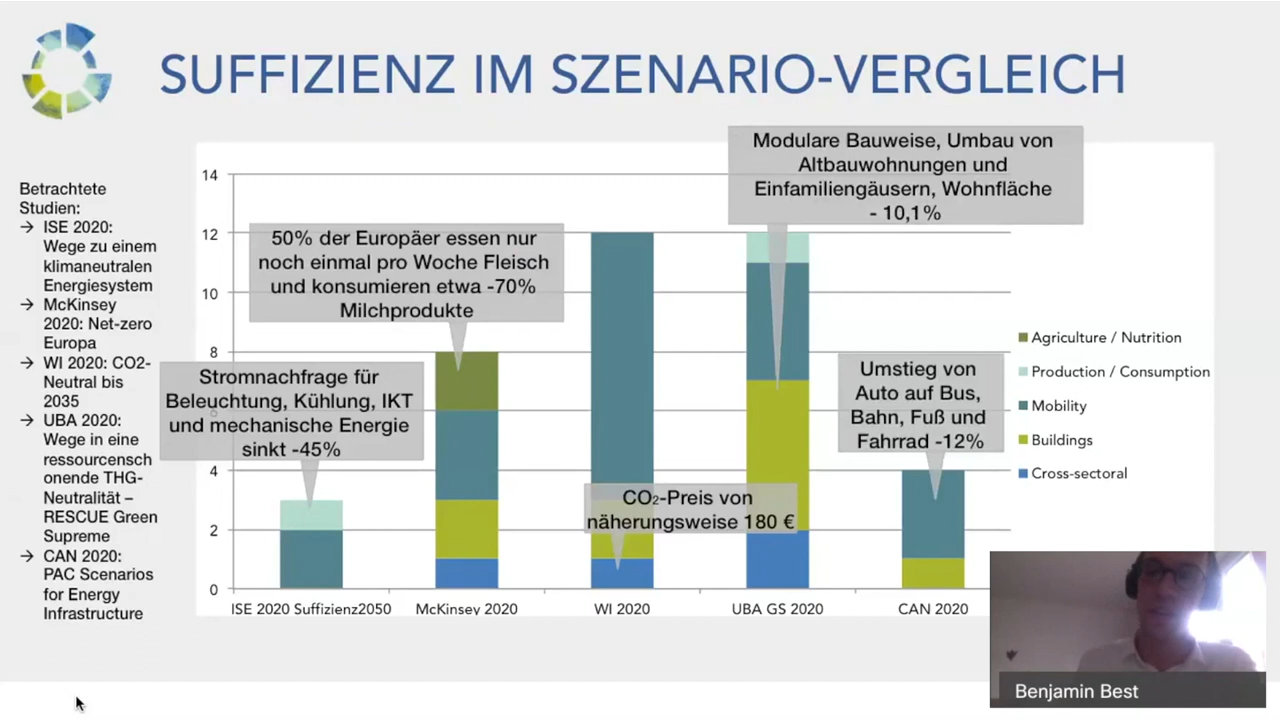 SUFFIZIENZ IM SZENARIO-VERGLEICH
Betrachtete
Studien:
→ ISE 2020:
Wege zu einem
klimaneutralen
Energiesystem
→ McKinsey
2020: Net-zero
Europa
→ WI 2020: CO2-
Neutral bis
2035
→ UBA 2020:
Wege in eine
ressourcensch
onende THG-
Neutralität –
RESCUE Green
Supreme
→ CAN 2020:
PAC Scenarios
for Energy
Infrastructure
Modulare Bauweise, Umbau von
Altbauwohnungen und
Einfamiliengäusern, Wohnfläche
- 10,1%
50% der Europäer essen nur
noch einmal pro Woche Fleisch
und konsumieren etwa -70%
Milchprodukte
Stromnachfrage für
Beleuchtung, Kühlung, IKT
und mechanische Energie
sinkt -45%
CO₂-Preis von
näherungsweise 180 €
Umstieg von
Auto auf Bus,
Bahn, Fuß und
Fahrrad -12%
14
12
10
8
6
4
2
0
ISE 2020 Suffizienz2050
McKinsey 2020
WI 2020
UBA GS 2020
CAN 2020
Agriculture / Nutrition
Production / Consumption
Mobility
Buildings
Cross-sectoral
Benjamin Best